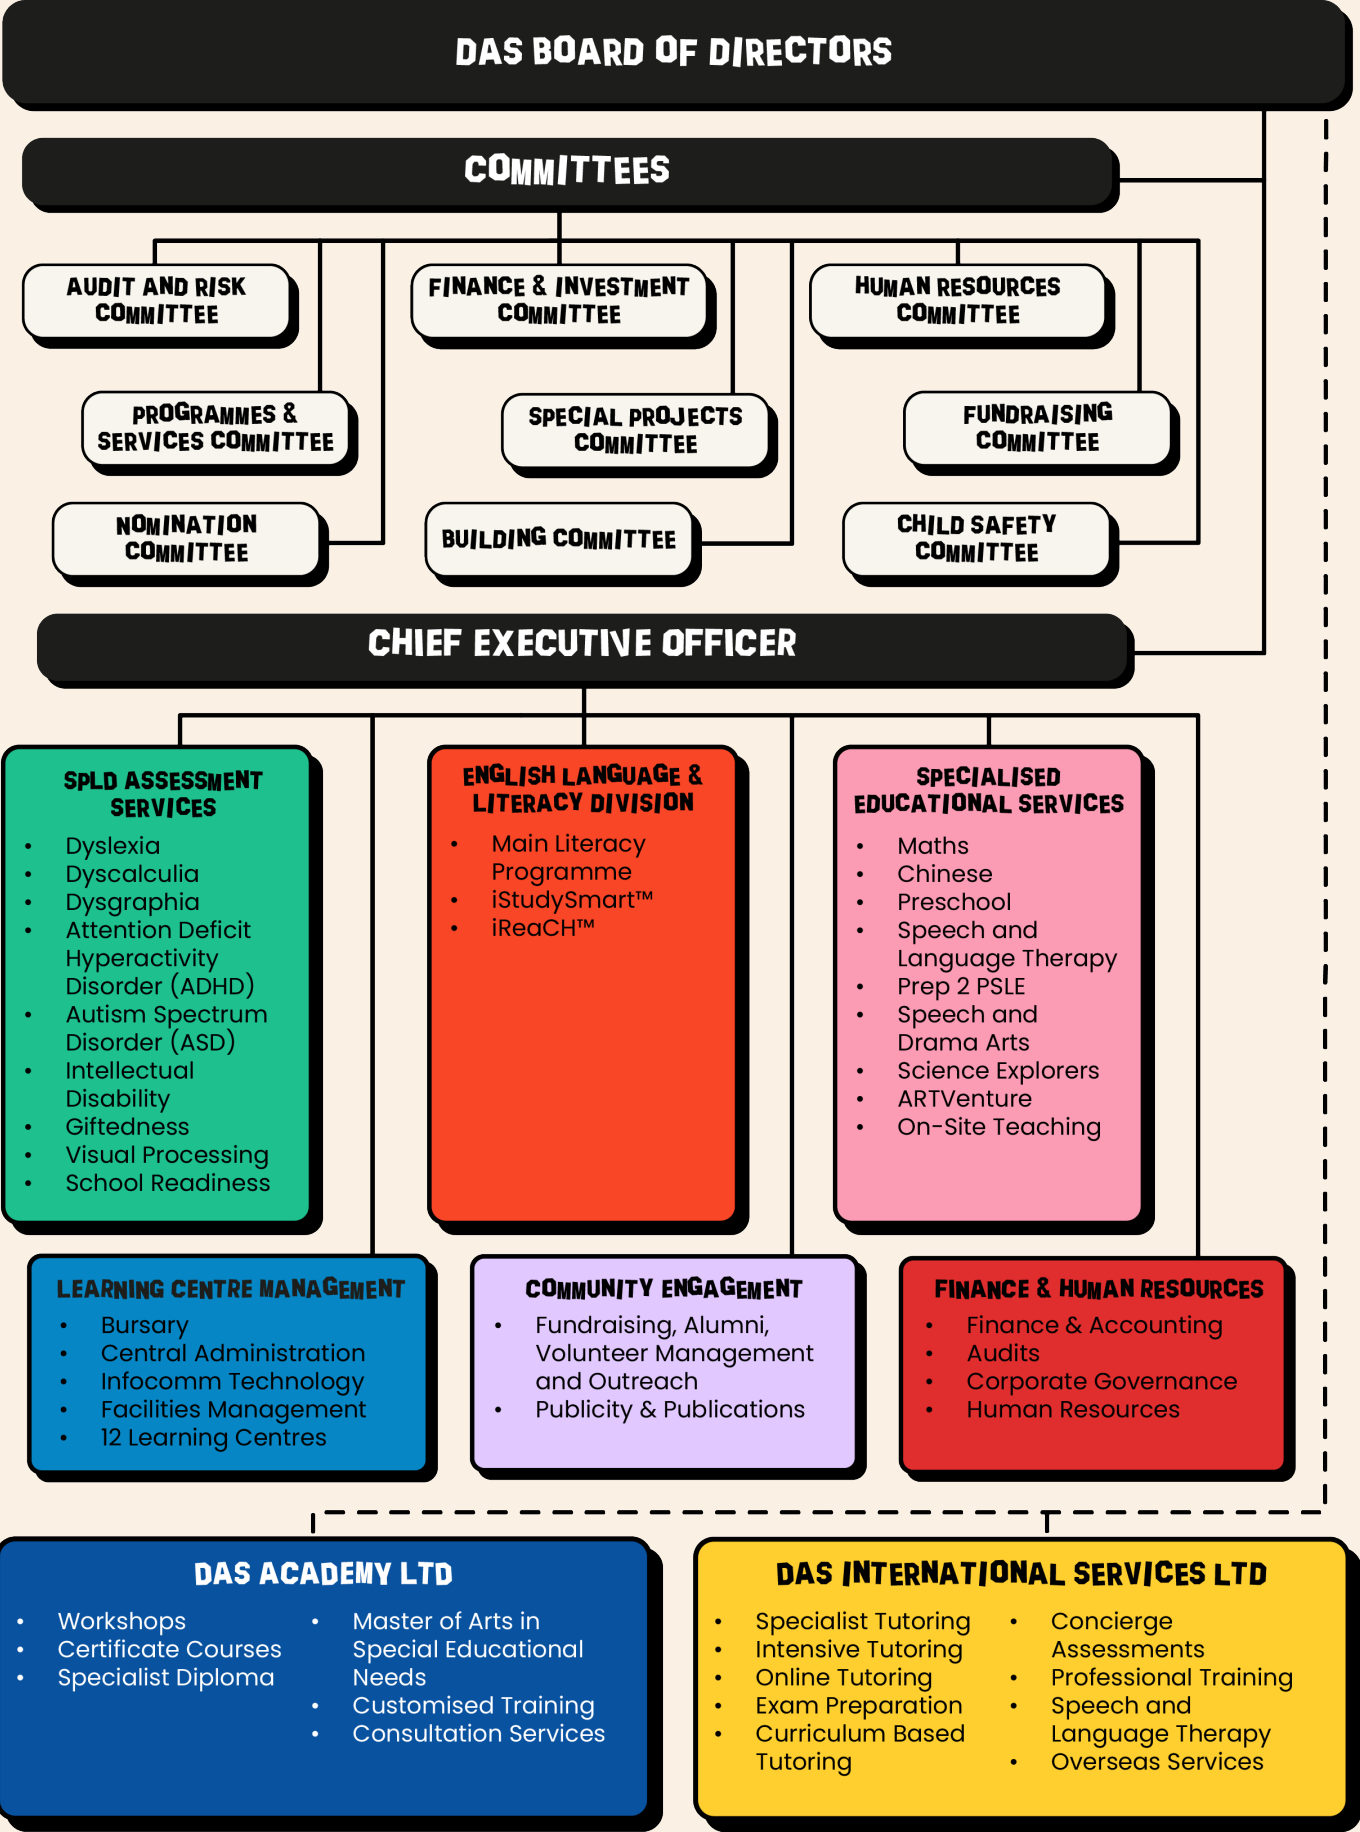 DAS BOARD OF DIRECTORS
COMMITTEES
AUDIT AND RISK
COMMITTEE
FINANCE & INVESTMENT
COMMITTEE
HUMAN RESOURCES
COMMITTEE
PROGRAMMES &
SERVICES COMMITTEE
SPECIAL PROJECTS
COMMITTEE
FUNDRAISING
COMMITTEE
NOMINATION
COMMITTEE
BUILDING COMMITTEE
CHILD SAFETY
COMMITTEE
CHIEF EXECUTIVE OFFICER
SPLD ASSESSMENT
SERVICES
• Dyslexia
• Dyscalculia
• Dysgraphia
• Attention Deficit
Hyperactivity
Disorder (ADHD)
• Autism Spectrum
Disorder (ASD)
• Intellectual
Disability
• Giftedness
• Visual Processing
• School Readiness
ENGLISH LANGUAGE &
LITERACY DIVISION
• Main Literacy
Programme
• iStudySmart™
• iReaCH™
SPECIALISED
EDUCATIONAL SERVICES
• Maths
• Chinese
• Preschool
• Speech and
Language Therapy
• Prep 2 PSLE
• Speech and
Drama Arts
• Science Explorers
• ARTVenture
• On-Site Teaching
LEARNING CENTRE MANAGEMENT
• Bursary
• Central Administration
• Infocomm Technology
• Facilities Management
• 12 Learning Centres
COMMUNITY ENGAGEMENT
• Fundraising, Alumni,
Volunteer Management
and Outreach
• Publicity & Publications
FINANCE & HUMAN RESOURCES
• Finance & Accounting
• Audits
• Corporate Governance
• Human Resources
DAS ACADEMY LTD
• Workshops
• Certificate Courses
• Specialist Diploma
• Master of Arts in
Special Educational
Needs
• Customised Training
• Consultation Services
DAS INTERNATIONAL SERVICES LTD
• Specialist Tutoring
• Intensive Tutoring
• Online Tutoring
• Exam Preparation
• Curriculum Based
Tutoring
• Concierge
Assessments
• Professional Training
• Speech and
Language Therapy
• Overseas Services